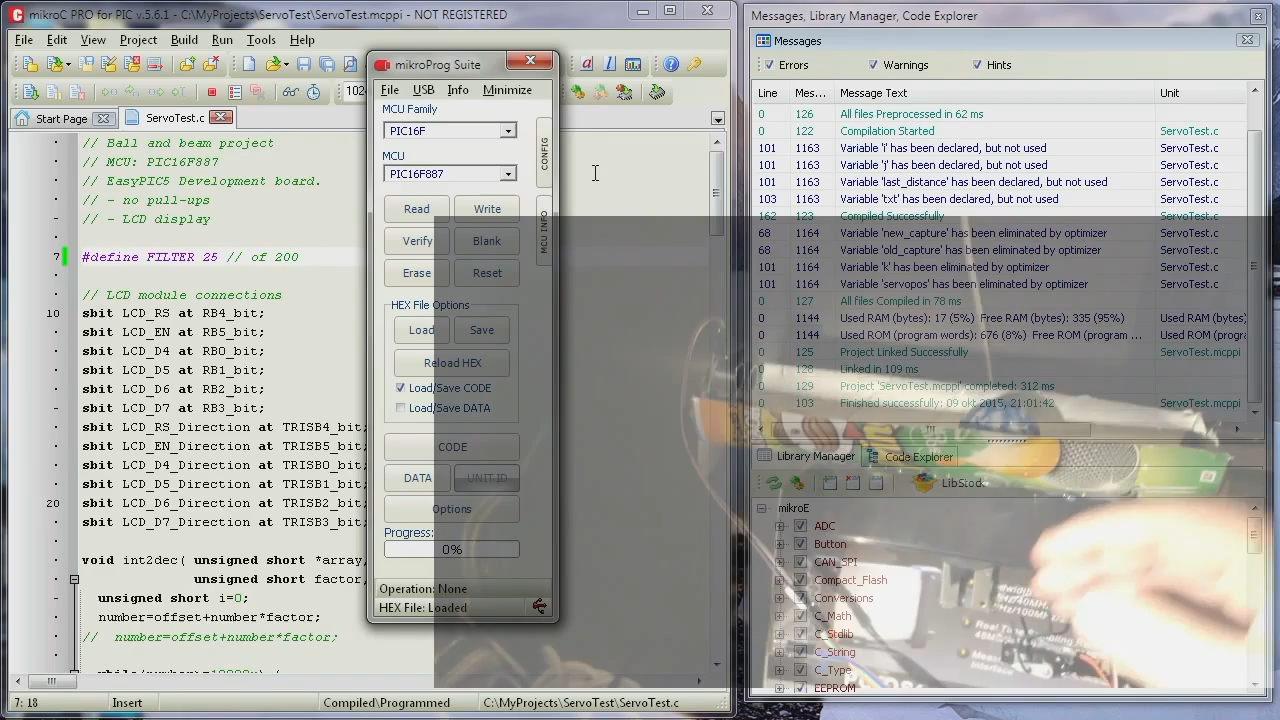 mikroC PRO for PIC v.5.6.1 - C:\MyProjects\ServoTest\ServoTest.mcppi - NOT REGISTERED
File Edit View Project Build Run Tools Help
Start Page ServoTest.c
// Ball and beam project
// MCU: PIC16F887
// EasyPIC5 Development board.
// - no pull-ups
// - LCD display
7 #define FILTER 25 // of 200
// LCD module connections
10 sbit LCD_RS at RB4_bit;
sbit LCD_EN at RB5_bit;
sbit LCD_D4 at RB0_bit;
sbit LCD_D5 at RB1_bit;
sbit LCD_D6 at RB2_bit;
sbit LCD_D7 at RB3_bit;
sbit LCD_RS_Direction at TRISB4_bit;
sbit LCD_EN_Direction at TRISB5_bit;
sbit LCD_D4_Direction at TRISB0_bit;
sbit LCD_D5_Direction at TRISB1_bit;
20 sbit LCD_D6_Direction at TRISB2_bit;
sbit LCD_D7_Direction at TRISB3_bit;
void int2dec( unsigned short *array,
unsigned short factor,
unsigned short i=0;
number=offset+number*factor;
// number=offset+number*factor;
7:18 Insert Compiled\Programmed C:\MyProjects\ServoTest\ServoTest.c
mikroProg Suite
File USB Info Minimize
MCU Family
PIC16F
MCU
PIC16F887
CONFIG
MCU INFO
Read Write
Verify Blank
Erase Reset
HEX File Options
Load Save
Reload HEX
Load/Save CODE
Load/Save DATA
CODE
DATA UNIT ID
Options
Progress:
0%
Operation: None
HEX File: Loaded
Messages, Library Manager, Code Explorer
Messages
Errors Warnings Hints
Line Mes... Message Text Unit
0 126 All files Preprocessed in 62 ms
0 122 Compilation Started ServoTest.c
101 1163 Variable 'i' has been declared, but not used ServoTest.c
101 1163 Variable 'j' has been declared, but not used ServoTest.c
101 1163 Variable 'last_distance' has been declared, but not used ServoTest.c
103 1163 Variable 'txt' has been declared, but not used ServoTest.c
162 123 Compiled Successfully ServoTest.c
68 1164 Variable 'new_capture' has been eliminated by optimizer ServoTest.c
68 1164 Variable 'old_capture' has been eliminated by optimizer ServoTest.c
101 1164 Variable 'k' has been eliminated by optimizer ServoTest.c
101 1164 Variable 'servopos' has been eliminated by optimizer ServoTest.c
0 127 All files Compiled in 78 ms
0 1144 Used RAM (bytes): 17 (5%) Free RAM (bytes): 335 (95%) Used RAM (bytes)
0 1144 Used ROM (program words): 676 (8%) Free ROM (program ... Used ROM (progr
0 125 Project Linked Successfully ServoTest.mcppi
0 128 Linked in 109 ms
0 129 Project 'ServoTest.mcppi' completed: 312 ms
0 103 Finished successfully: 09 okt 2015, 21:01:42 ServoTest.mcppi
Library Manager Code Explorer
LibStock
mikroE
ADC
Button
CAN_SPI
Compact_Flash
Conversions
C_Math
C_Stdlib
C_String
C_Type
EEPROM